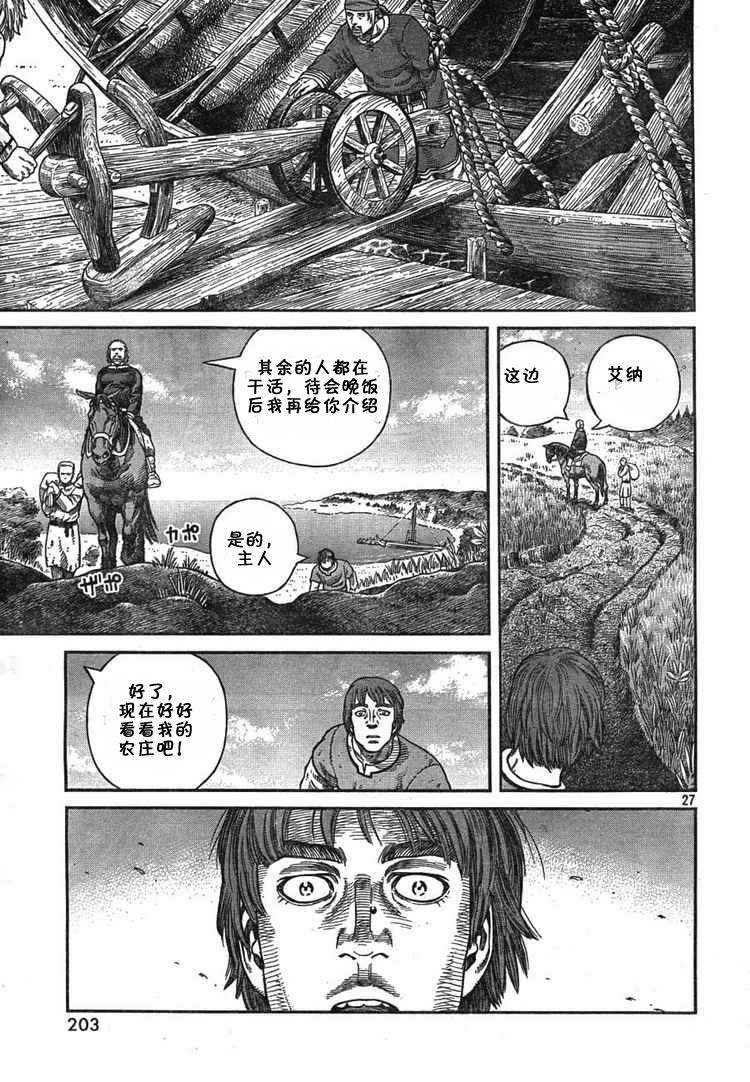 艾纳
这边
其余的人都在
干活，待会晚饭
后我再给你介绍
是的，
主人
カポ
カポ
好了，
现在好好
看看我的
农庄吧！
27
203